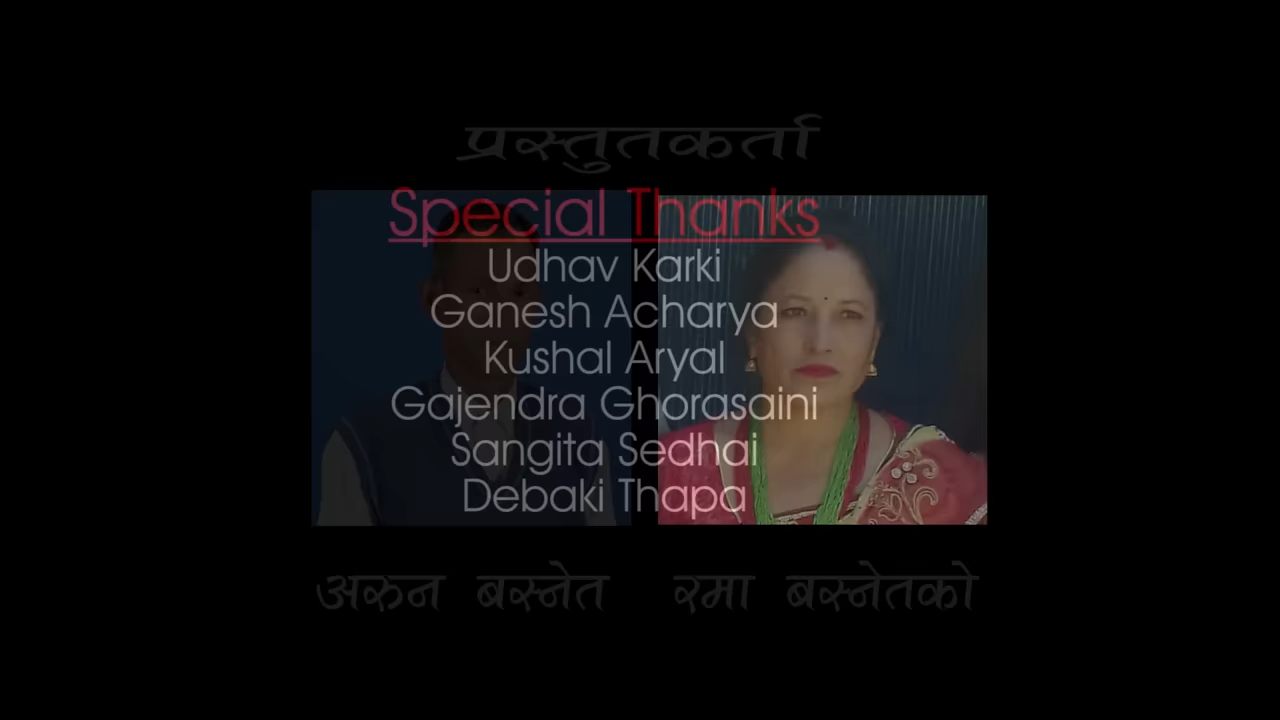 प्रस्तुतकर्ता
Special Thanks
Udhav Karki
Ganesh Acharya
Kushal Aryal
Gajendra Ghorasaini
Sangita Sedhai
Debaki Thapa
अरुन बस्नेत रमा बस्नेतको